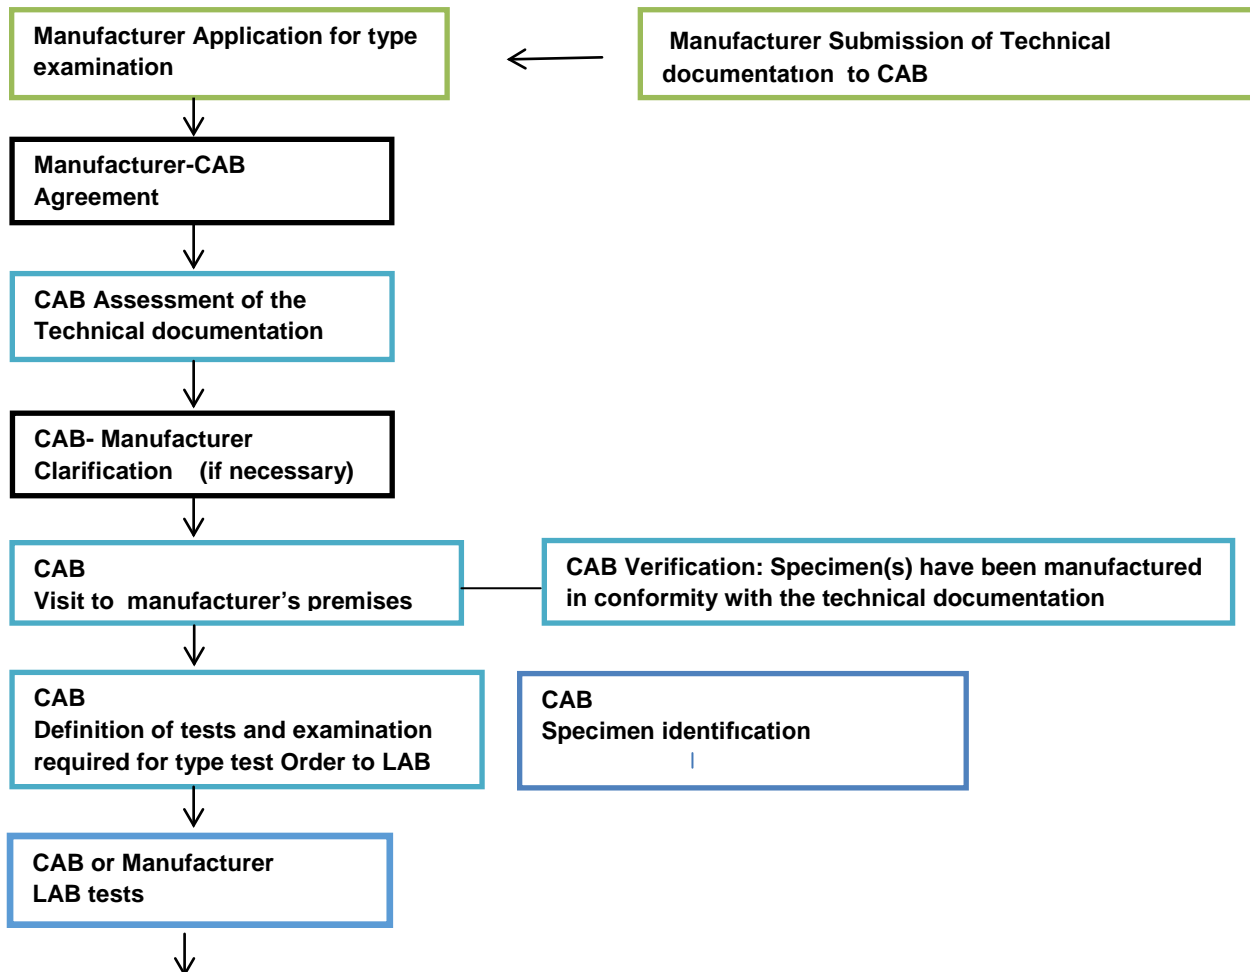 Manufacturer Application for type
examination
Manufacturer Submission of Technical
documentation to CAB
Manufacturer-CAB
Agreement
CAB Assessment of the
Technical documentation
CAB- Manufacturer
Clarification (if necessary)
CAB
Visit to manufacturer’s premises
CAB Verification: Specimen(s) have been manufactured
in conformity with the technical documentation
CAB
Definition of tests and examination
required for type test Order to LAB
CAB
Specimen identification
CAB or Manufacturer
LAB tests